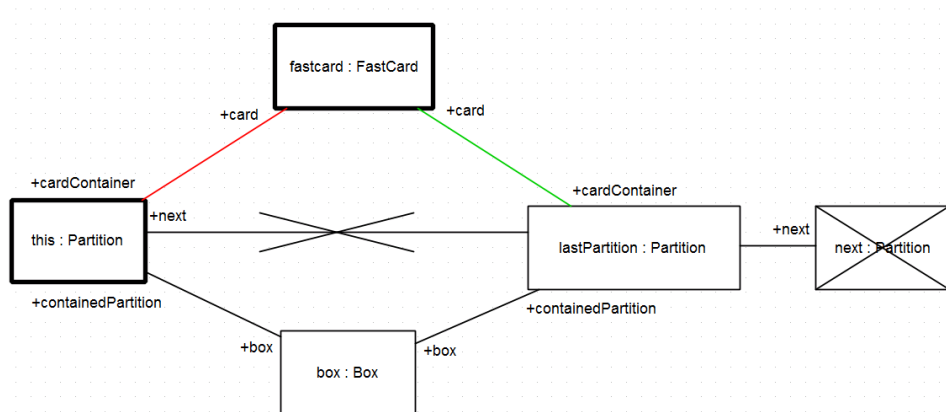 fastcard : FastCard
+card
+card
+cardContainer
+cardContainer
+next
this : Partition
lastPartition : Partition
+next
next : Partition
+containedPartition
+containedPartition
+box
+box
box : Box